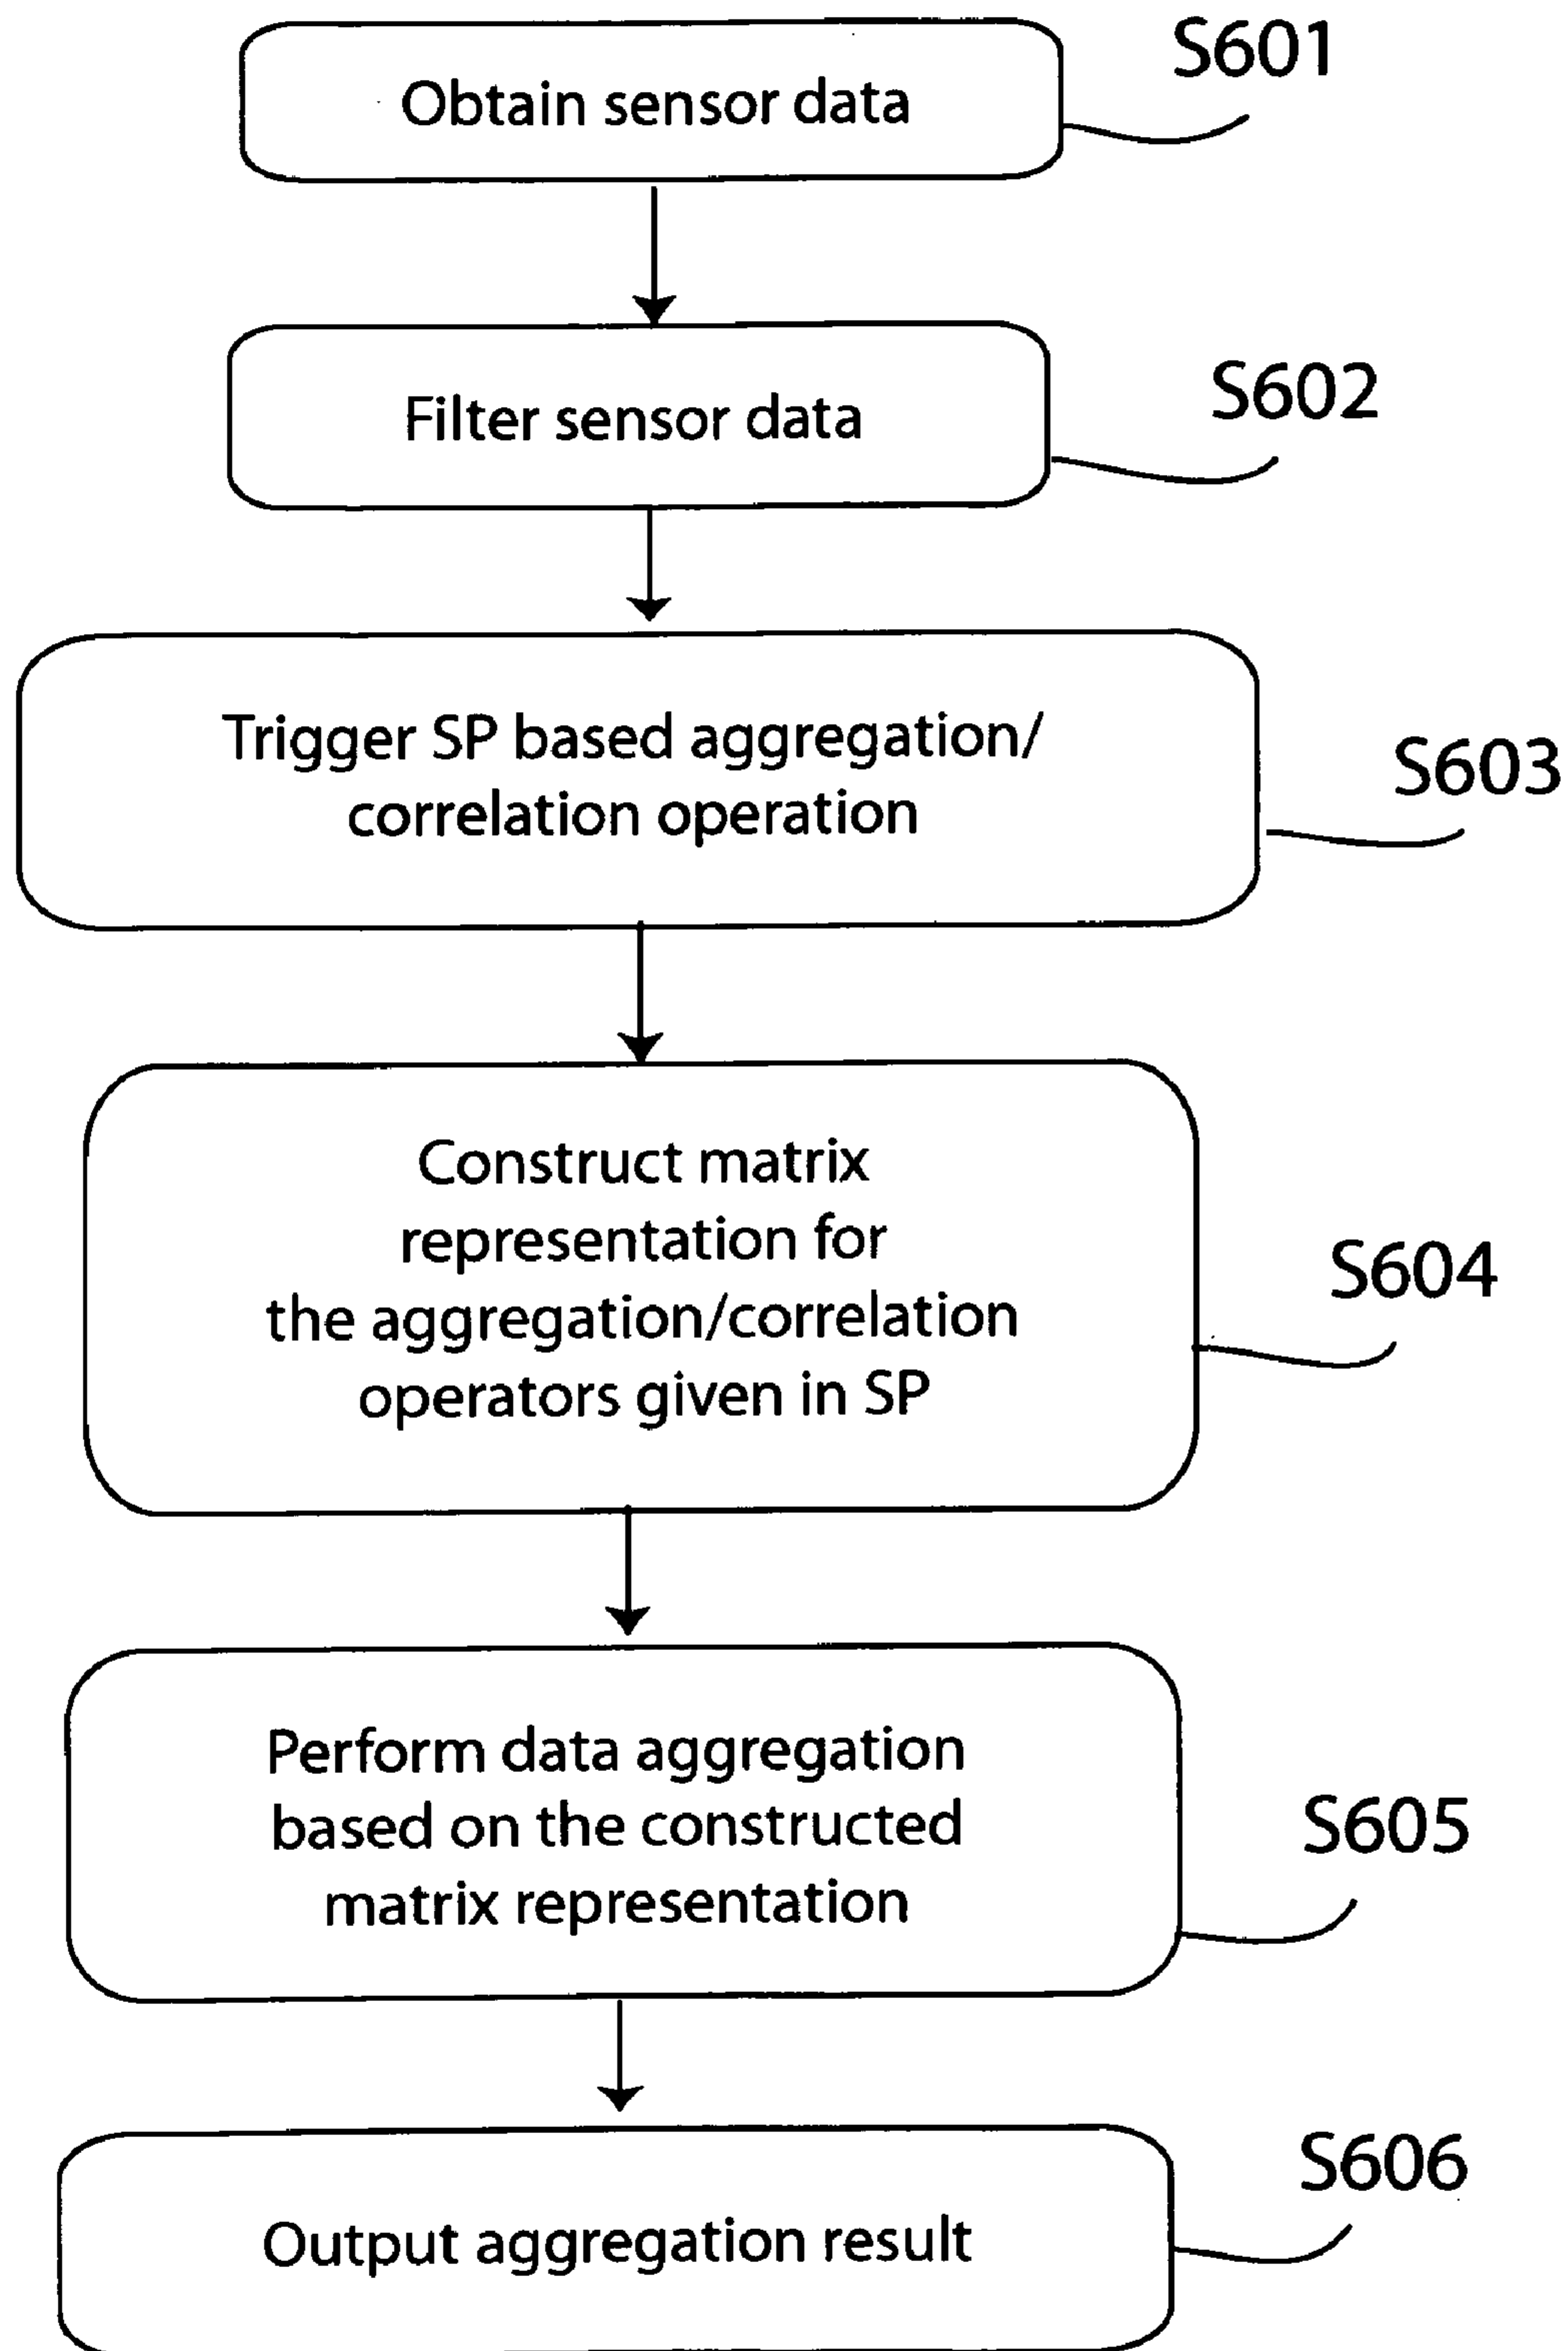 S601
Obtain sensor data
S602
Filter sensor data
S603
Trigger SP based aggregation/
correlation operation
S604
Construct matrix
representation for
the aggregation/correlation
operators given in SP
S605
Perform data aggregation
based on the constructed
matrix representation
S606
Output aggregation result